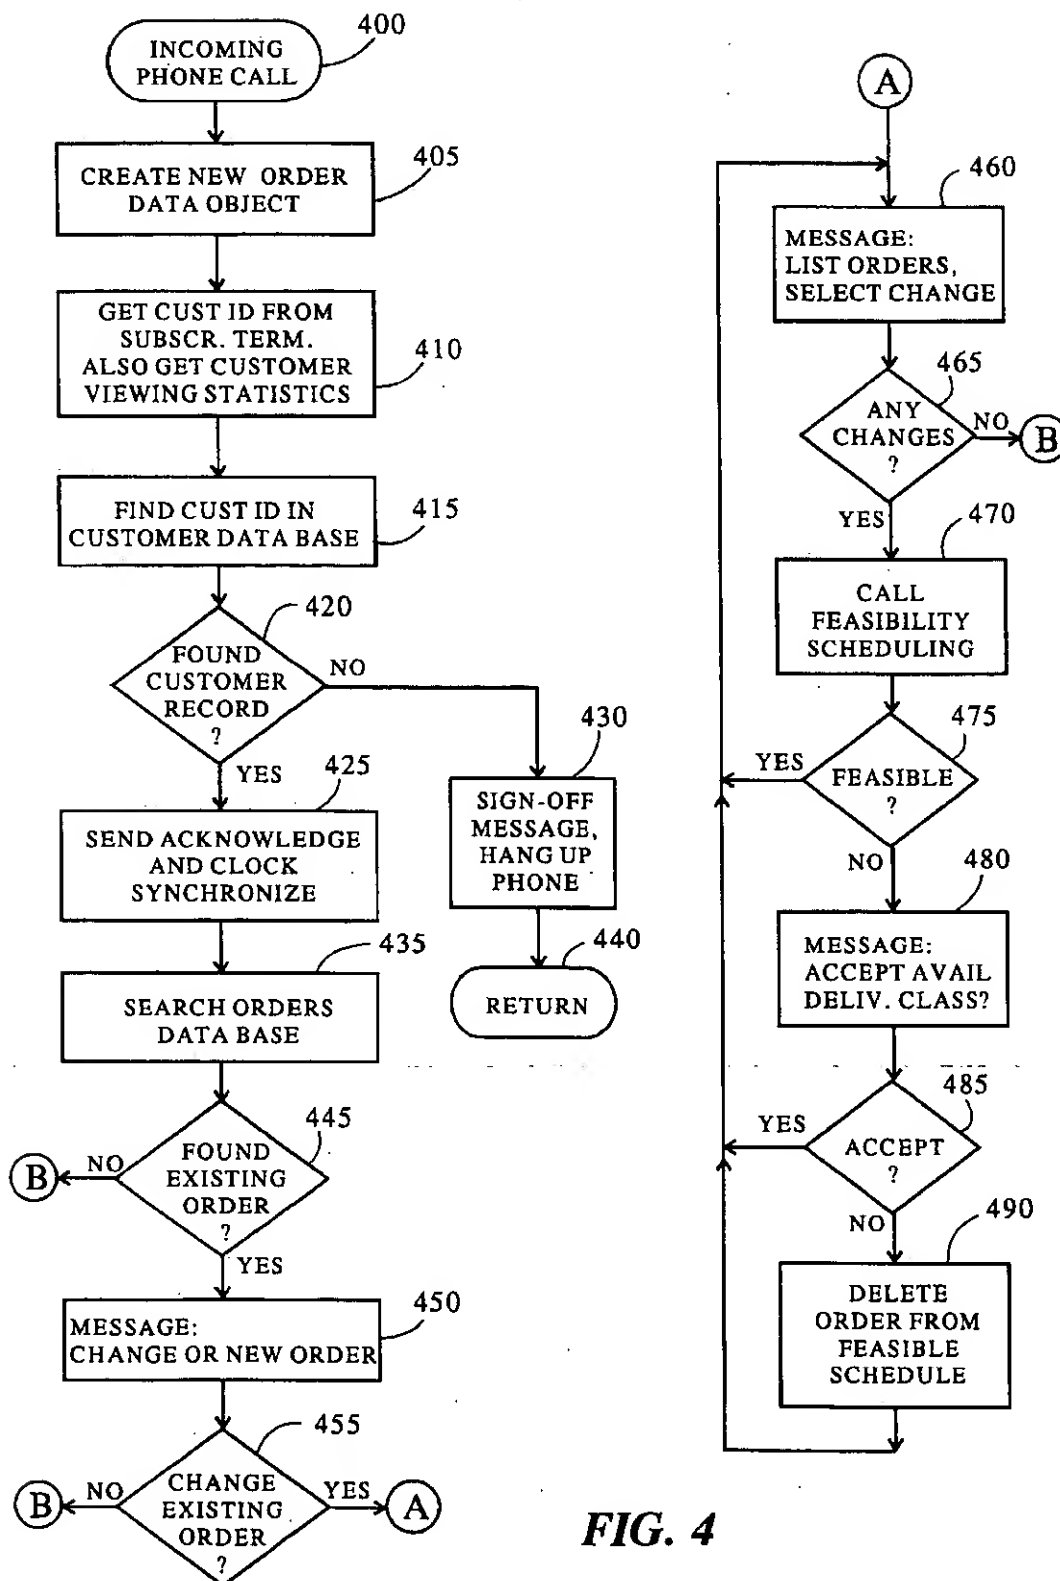 400
INCOMING
PHONE CALL
405
CREATE NEW ORDER
DATA OBJECT
GET CUST ID FROM
SUBSCR. TERM.
ALSO GET CUSTOMER
VIEWING STATISTICS
410
FIND CUST ID IN
CUSTOMER DATA BASE
415
420
FOUND
CUSTOMER
RECORD
?
NO
YES
425
SEND ACKNOWLEDGE
AND CLOCK
SYNCHRONIZE
430
SIGN-OFF
MESSAGE,
HANG UP
PHONE
440
RETURN
435
SEARCH ORDERS
DATA BASE
445
FOUND
EXISTING
ORDER
?
NO
B
YES
450
MESSAGE:
CHANGE OR NEW ORDER
455
CHANGE
EXISTING
ORDER
?
NO
B
YES
A
A
460
MESSAGE:
LIST ORDERS,
SELECT CHANGE
465
ANY
CHANGES
?
NO
B
YES
470
CALL
FEASIBILITY
SCHEDULING
475
FEASIBLE
?
YES
NO
480
MESSAGE:
ACCEPT AVAIL
DELIV. CLASS?
485
ACCEPT
?
YES
NO
490
DELETE
ORDER FROM
FEASIBLE
SCHEDULE
FIG. 4